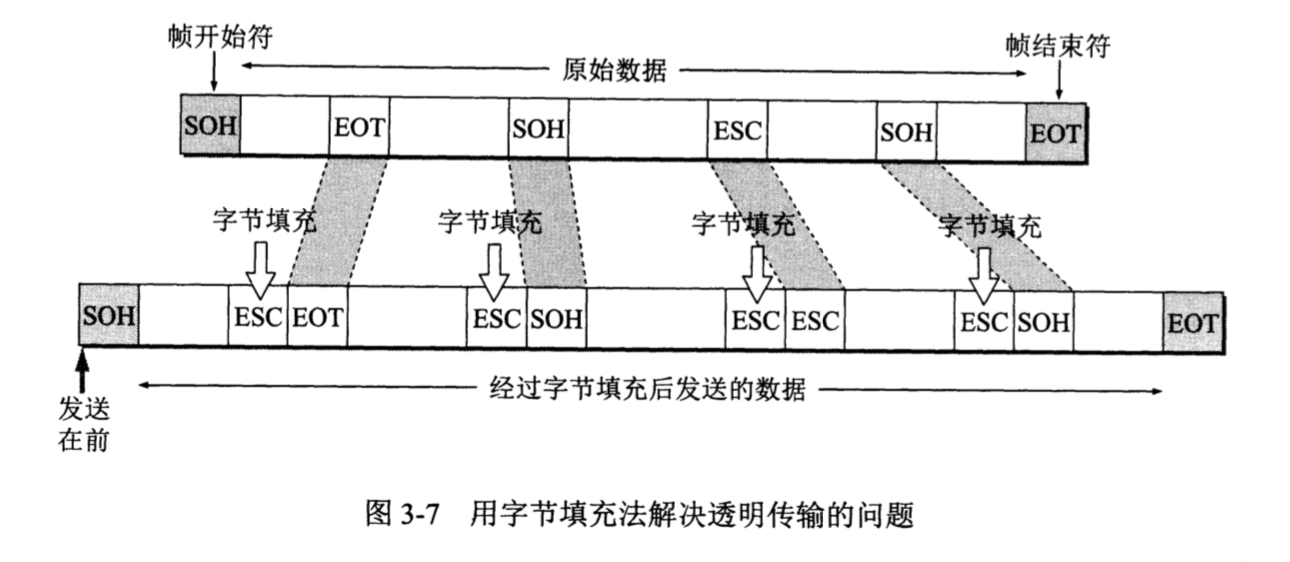 帧开始符
帧结束符
原始数据
SOH EOT SOH ESC SOH EOT
字节填充 字节填充 字节填充 字节填充
SOH ESC EOT ESC SOH ESC ESC ESC SOH EOT
经过字节填充后发送的数据
发送
在前
图 3-7 用字节填充法解决透明传输的问题